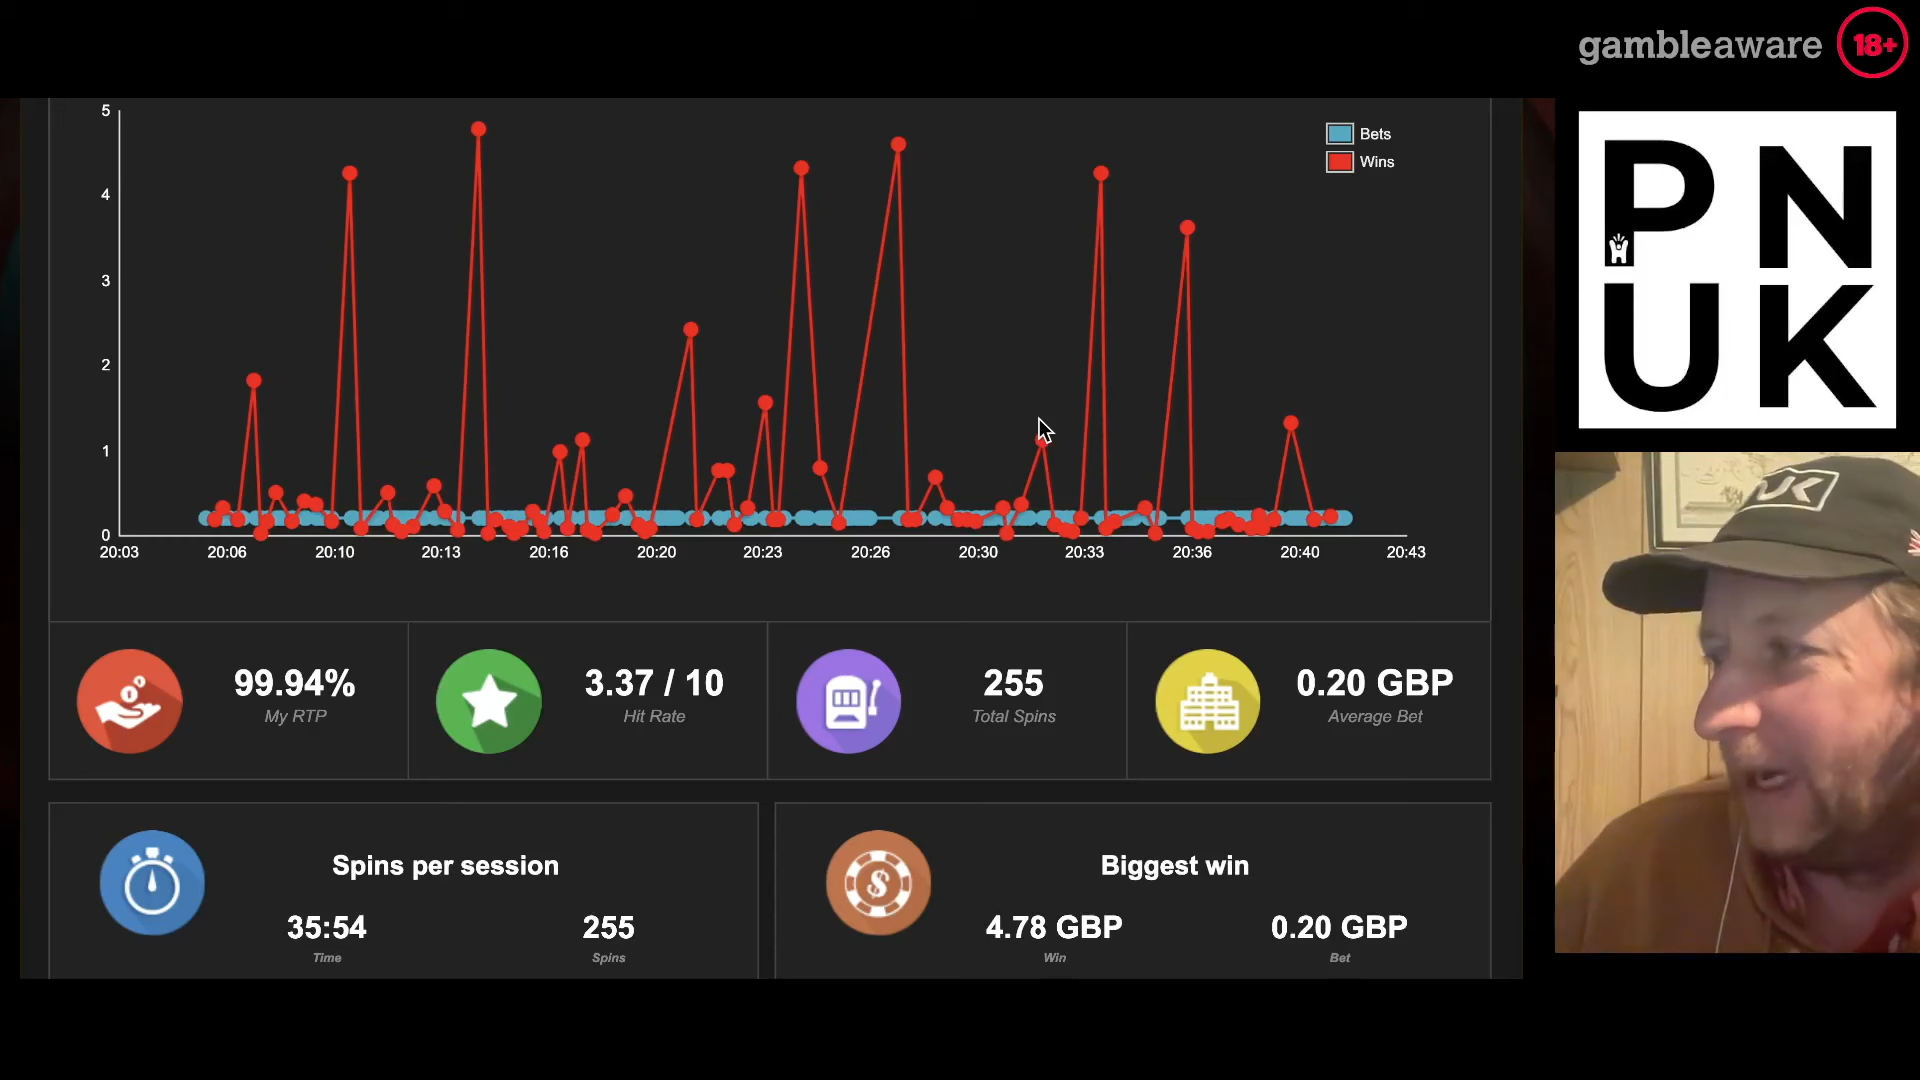 gambleaware 18+
5
Bets
Wins
4
3
2
1
0
20:03 20:06 20:10 20:13 20:16 20:20 20:23 20:26 20:30 20:33 20:36 20:40 20:43
99.94%
My RTP
3.37 / 10
Hit Rate
255
Total Spins
0.20 GBP
Average Bet
Spins per session
35:54 255
Time Spins
Biggest win
4.78 GBP 0.20 GBP
Win Bet
PN
UK
UK